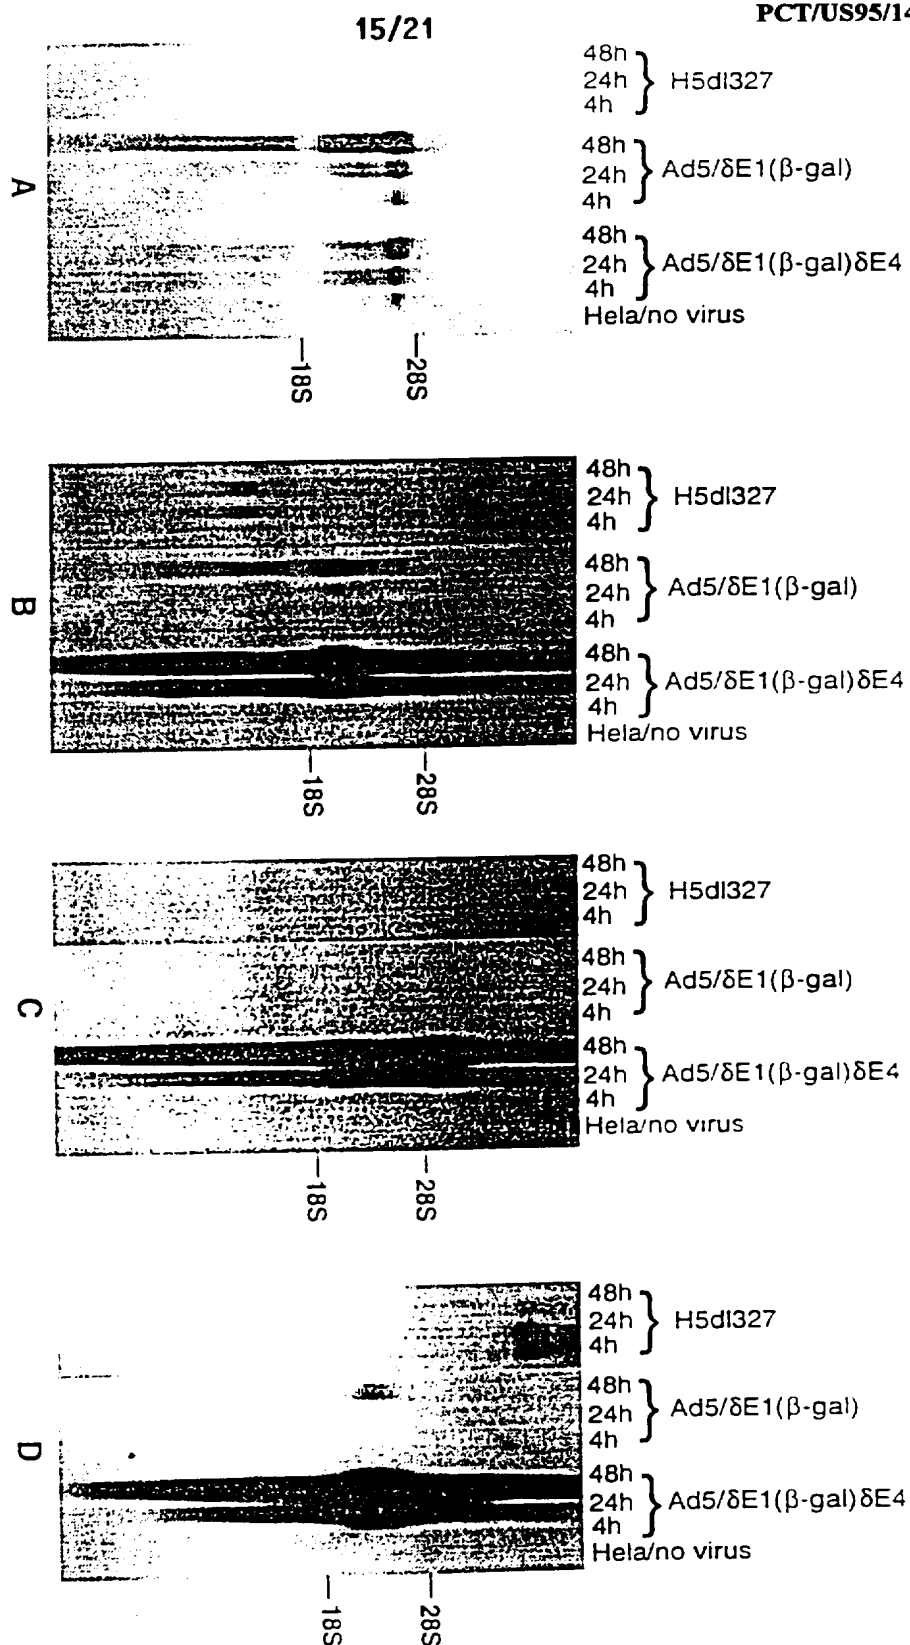 15/21
PCT/US95/14
48h
24h
4h
H5dl327
48h
24h
4h
Ad5/δE1(β-gal)
48h
24h
4h
Ad5/δE1(β-gal)δE4
Hela/no virus
A
-18S
-28S
48h
24h
4h
H5dl327
48h
24h
4h
Ad5/δE1(β-gal)
48h
24h
4h
Ad5/δE1(β-gal)δE4
Hela/no virus
B
-18S
-28S
48h
24h
4h
H5dl327
48h
24h
4h
Ad5/δE1(β-gal)
48h
24h
4h
Ad5/δE1(β-gal)δE4
Hela/no virus
C
-18S
-28S
48h
24h
4h
H5dl327
48h
24h
4h
Ad5/δE1(β-gal)
48h
24h
4h
Ad5/δE1(β-gal)δE4
Hela/no virus
D
-18S
-28S